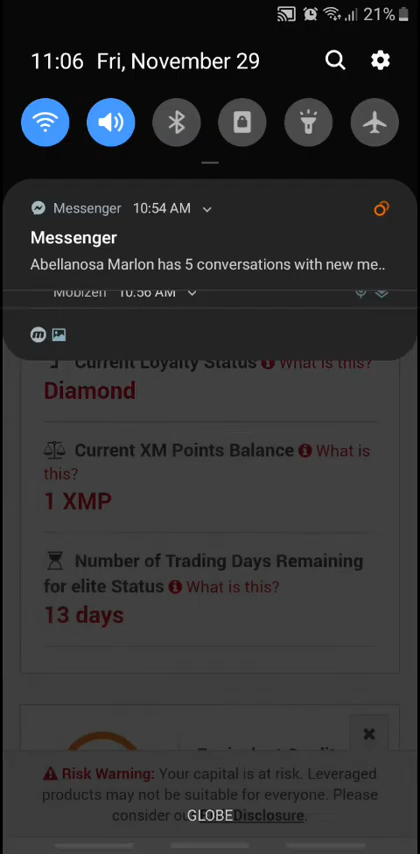 21%
11:06 Fri, November 29
Messenger 10:54 AM
Messenger
Abellanosa Marlon has 5 conversations with new me..
Mobizen 10:56 AM
Current Loyalty Status What is this?
Diamond
Current XM Points Balance What is
this?
1 XMP
Number of Trading Days Remaining
for elite Status What is this?
13 days
Risk Warning: Your capital is at risk. Leveraged
products may not be suitable for everyone. Please
consider our Disclosure.
GLOBE